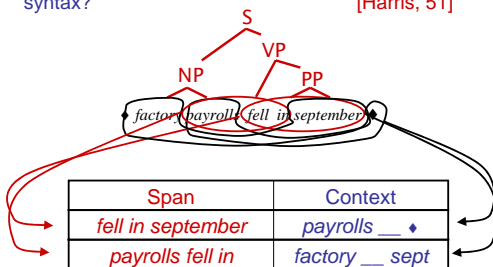 syntax? [Harris, 51]
S
VP
NP PP
♦ factory payrolls fell in september ♦
Span Context
fell in september payrolls __ ♦
payrolls fell in factory __ sept